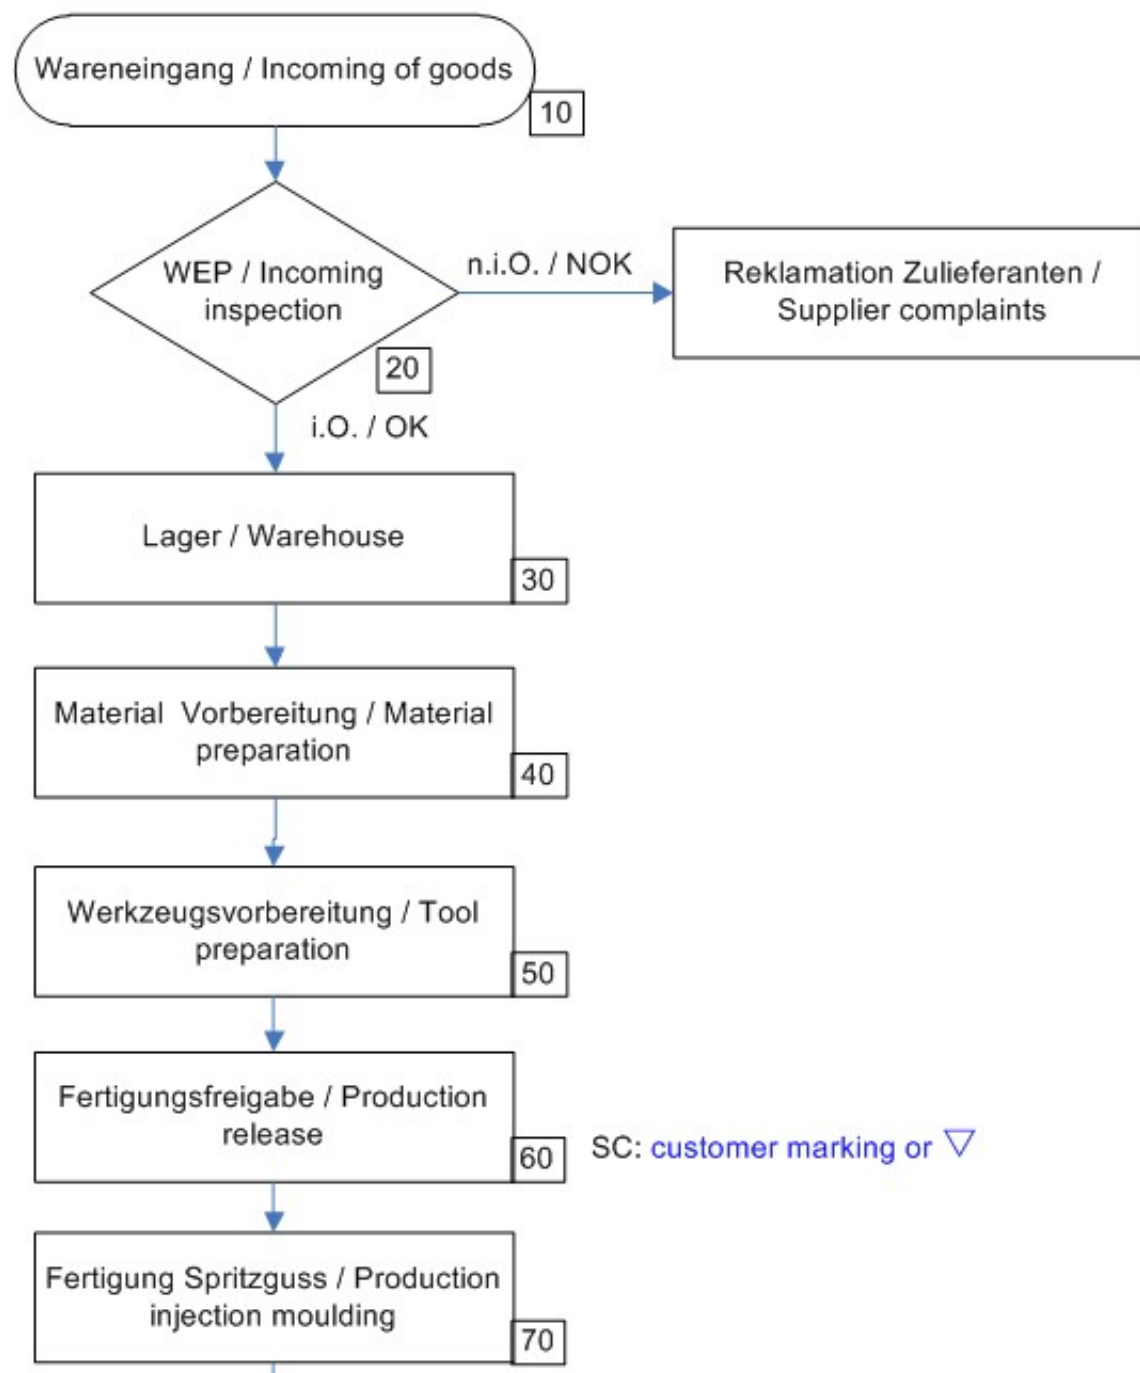 Wareneingang / Incoming of goods
10
WEP / Incoming
inspection
20
n.i.O. / NOK
Reklamation Zulieferanten /
Supplier complaints
i.O. / OK
Lager / Warehouse
30
Material  Vorbereitung / Material
preparation
40
Werkzeugsvorbereitung / Tool
preparation
50
Fertigungsfreigabe / Production
release
60
SC: customer marking or ▽
Fertigung Spritzguss / Production
injection moulding
70